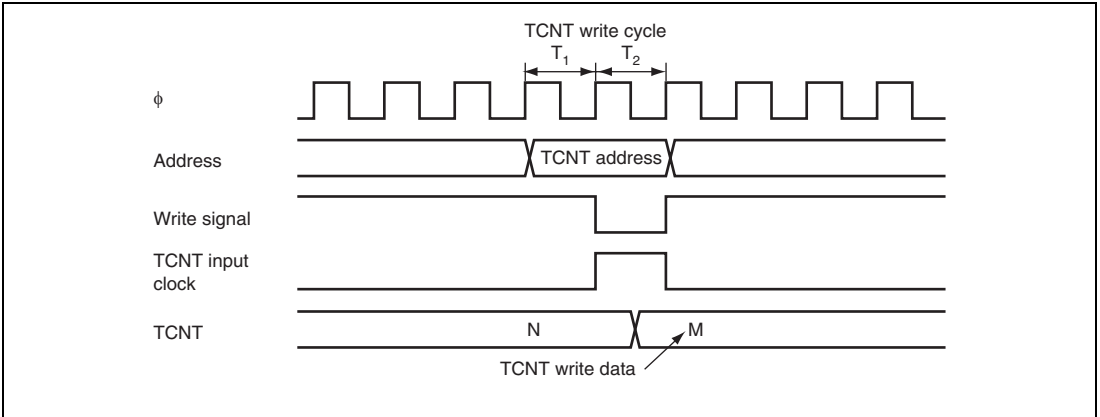 TCNT write cycle
T1 T2
ϕ
Address
TCNT address
Write signal
TCNT input
clock
TCNT
N
M
TCNT write data